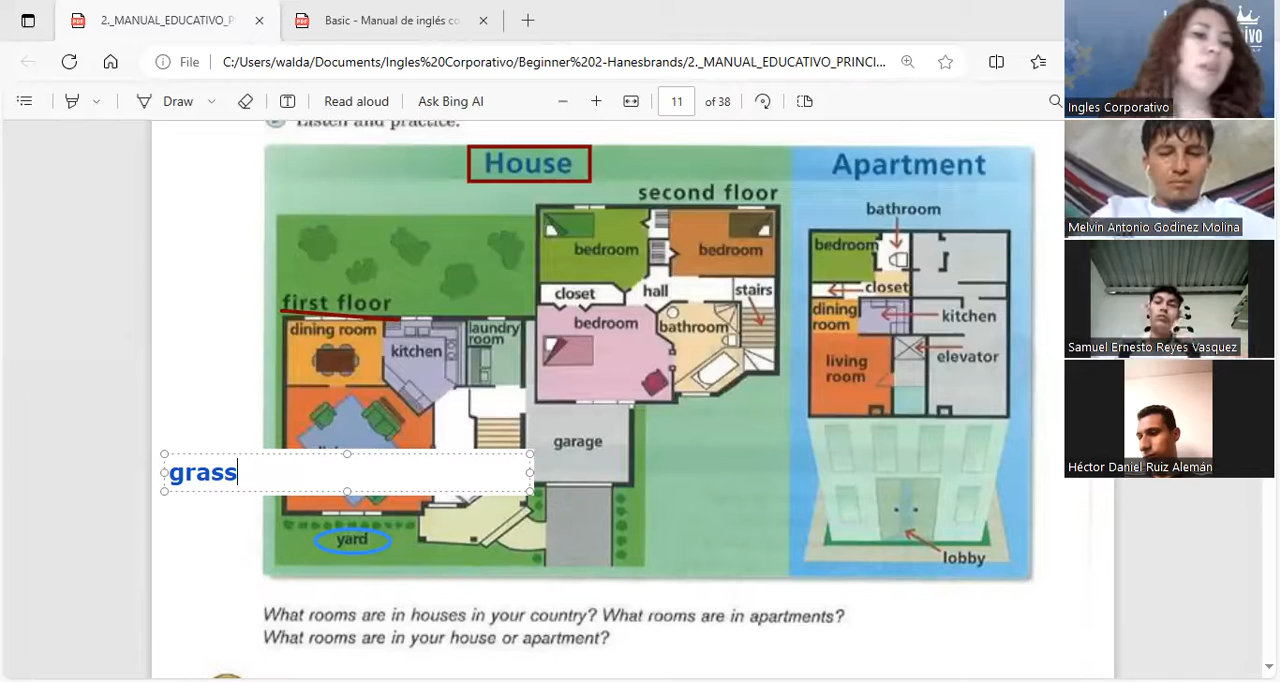 2._MANUAL_EDUCATIVO_P
Basic - Manual de inglés co
File
C:/Users/walda/Documents/Ingles%20Corporativo/Beginner%202-Hanesbrands/2._MANUAL_EDUCATIVO_PRINCI...
Draw
Read aloud
Ask Bing AI
11
of 38
Listen and practice.
House
Apartment
second floor
bathroom
bedroom
bedroom
bedroom
closet
hall
stairs
closet
first floor
dining room
kitchen
laundry
room
bedroom
bathroom
dining
room
kitchen
living
room
elevator
garage
grass
yard
lobby
What rooms are in houses in your country? What rooms are in apartments?
What rooms are in your house or apartment?
Ingles Corporativo
Melvin Antonio Godinez Molina
Samuel Ernesto Reyes Vasquez
Héctor Daniel Ruiz Alemán